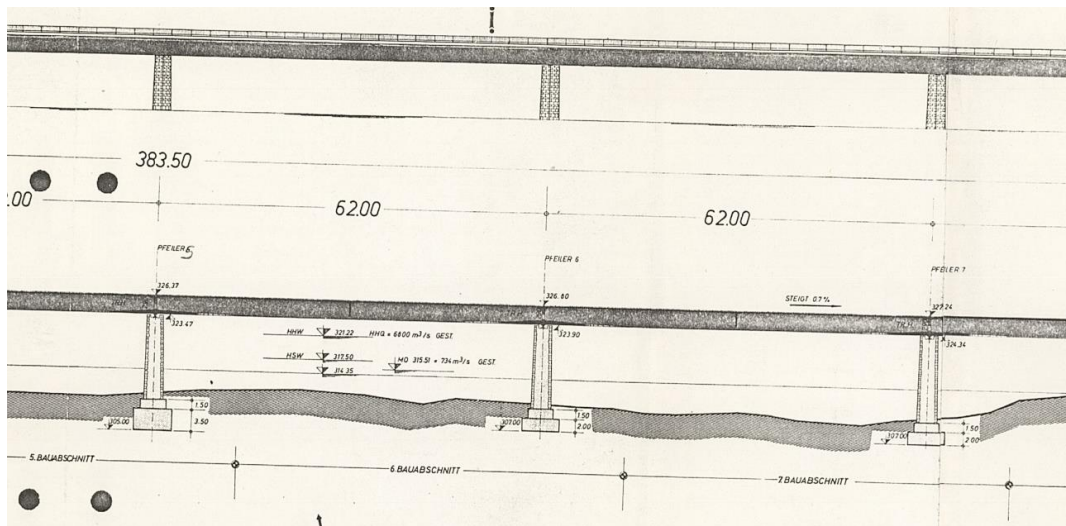 383.50
.00
62.00
62.00
PFEILER 5
PFEILER 6
PFEILER 7
326.37
326.80
STEIGT 0.7%
327.24
323.47
323.90
324.34
HHW
321.22
HHQ = 6800 m³/s GEST.
HSW
317.50
MQ 315.51 = 734 m³/s GEST.
314.35
1.50
3.50
305.00
1.50
2.00
307.00
1.50
2.00
307.00
5. BAUABSCHNITT
6 BAUABSCHNITT
7. BAUABSCHNITT